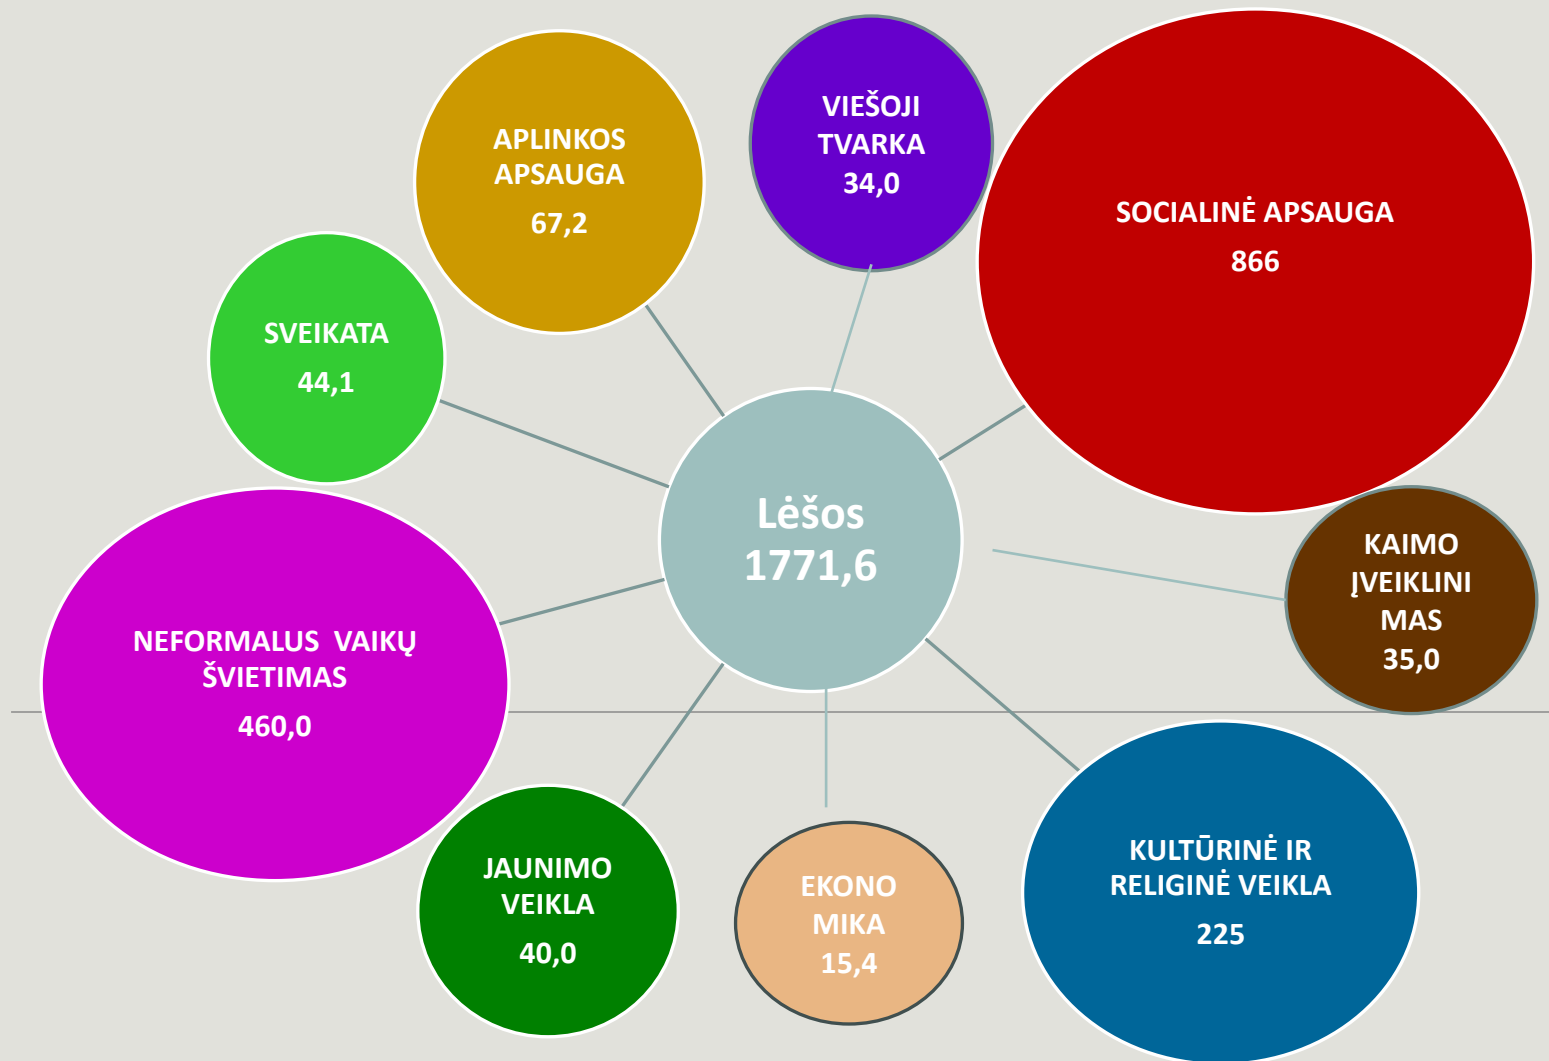 APLINKOS
APSAUGA
67,2
VIEŠOJI
TVARKA
34,0
SOCIALINĖ APSAUGA
866
SVEIKATA
44,1
Lėšos
1771,6
KAIMO
ĮVEIKLINI
MAS
35,0
NEFORMALUS  VAIKŲ
ŠVIETIMAS
460,0
JAUNIMO
VEIKLA
40,0
EKONO
MIKA
15,4
KULTŪRINĖ IR
RELIGINĖ VEIKLA
225